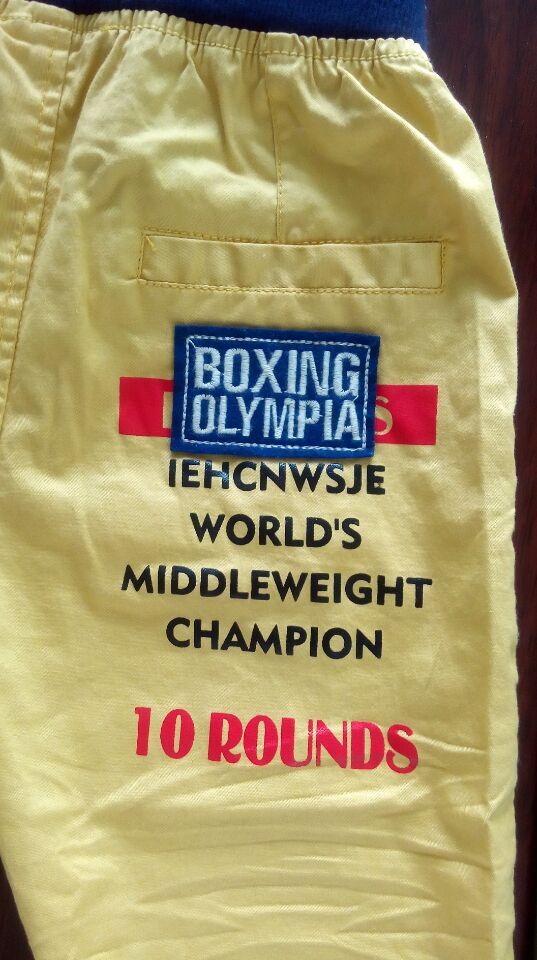 BOXING
OLYMPIA
IEHCNWSJE
WORLD'S
MIDDLEWEIGHT
CHAMPION
10 ROUNDS